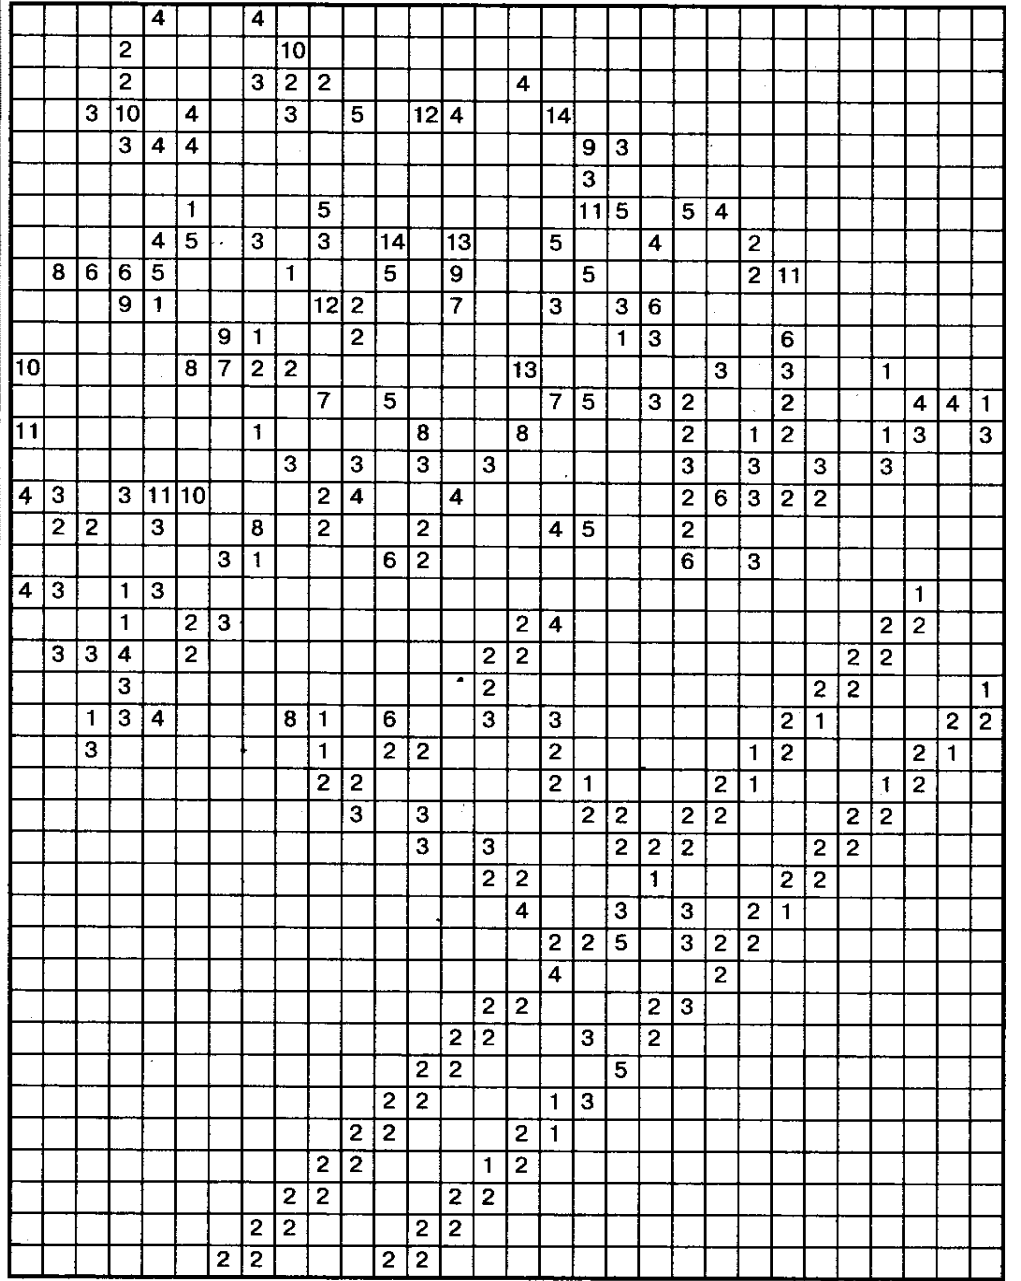 4 4
2 10
2 3 2 2 4
3 10 4 3 5 12 4 14
3 4 4 9 3
3
1 5 11 5 5 4
4 5 3 3 14 13 5 4 2
8 6 6 5 1 5 9 5 2 11
9 1 12 2 7 3 3 6
9 1 2 1 3 6
10 8 7 2 2 13 3 3 1
7 5 7 5 3 2 2 4 4 1
11 1 8 8 2 1 2 1 3 3
3 3 3 3 3 3 3 3
4 3 3 11 10 2 4 4 2 6 3 2 2
2 2 3 8 2 2 4 5 2
3 1 6 2 6 3
4 3 1 3 1
1 2 3 2 4 2 2
3 3 4 2 2 2 2 2
3 2 2 2 1
1 3 4 8 1 6 3 3 2 1 2 2
3 1 2 2 2 1 2 2 1
2 2 2 1 2 1 1 2
3 3 2 2 2 2 2 2
3 3 2 2 2 2 2
2 2 1 2 2
4 3 3 2 1
2 2 5 3 2 2
4 2
2 2 2 3
2 2 3 2
2 2 5
2 2 1 3
2 2 2 1
2 2 1 2
2 2 2 2
2 2 2 2
2 2 2 2